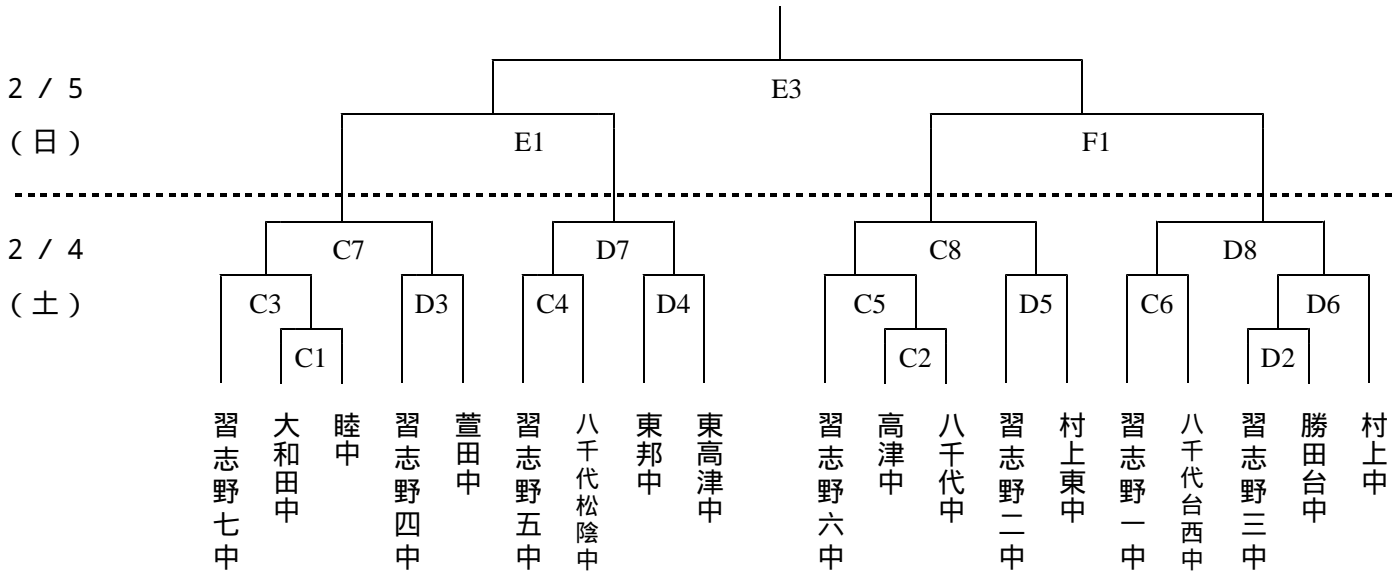 2 / 5
E3
( 日 )
E1
F1
2 / 4
C7
D7
C8
D8
( 土 )
C3
D3
C4
D4
C5
D5
C6
D6
C1
C2
D2
習志野七中
大和田中
睦中
習志野四中
萱田中
習志野五中
八千代松陰中
東邦中
東高津中
習志野六中
高津中
八千代中
習志野二中
村上東中
習志野一中
八千代台西中
習志野三中
勝田台中
村上中